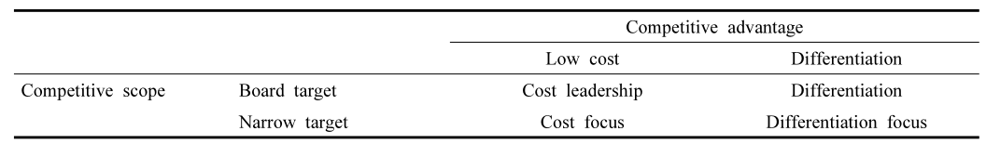 Competitive advantage
Low cost Differentiation
Competitive scope Board target Cost leadership Differentiation
Narrow target Cost focus Differentiation focus